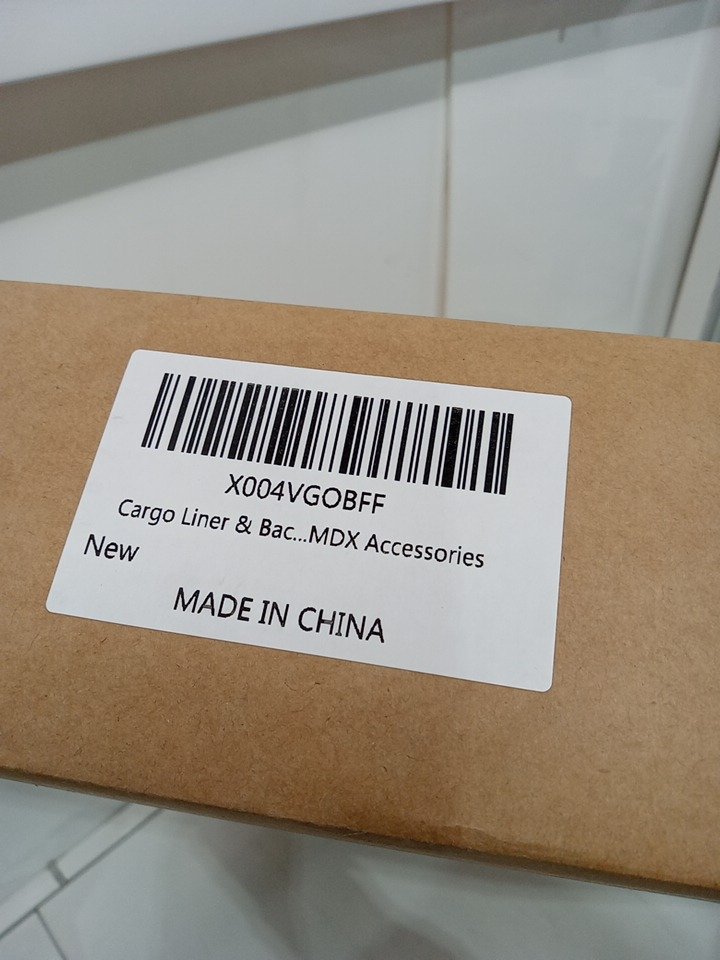 X004VGOBFF
Cargo Liner & Bac...MDX Accessories
New
MADE IN CHINA